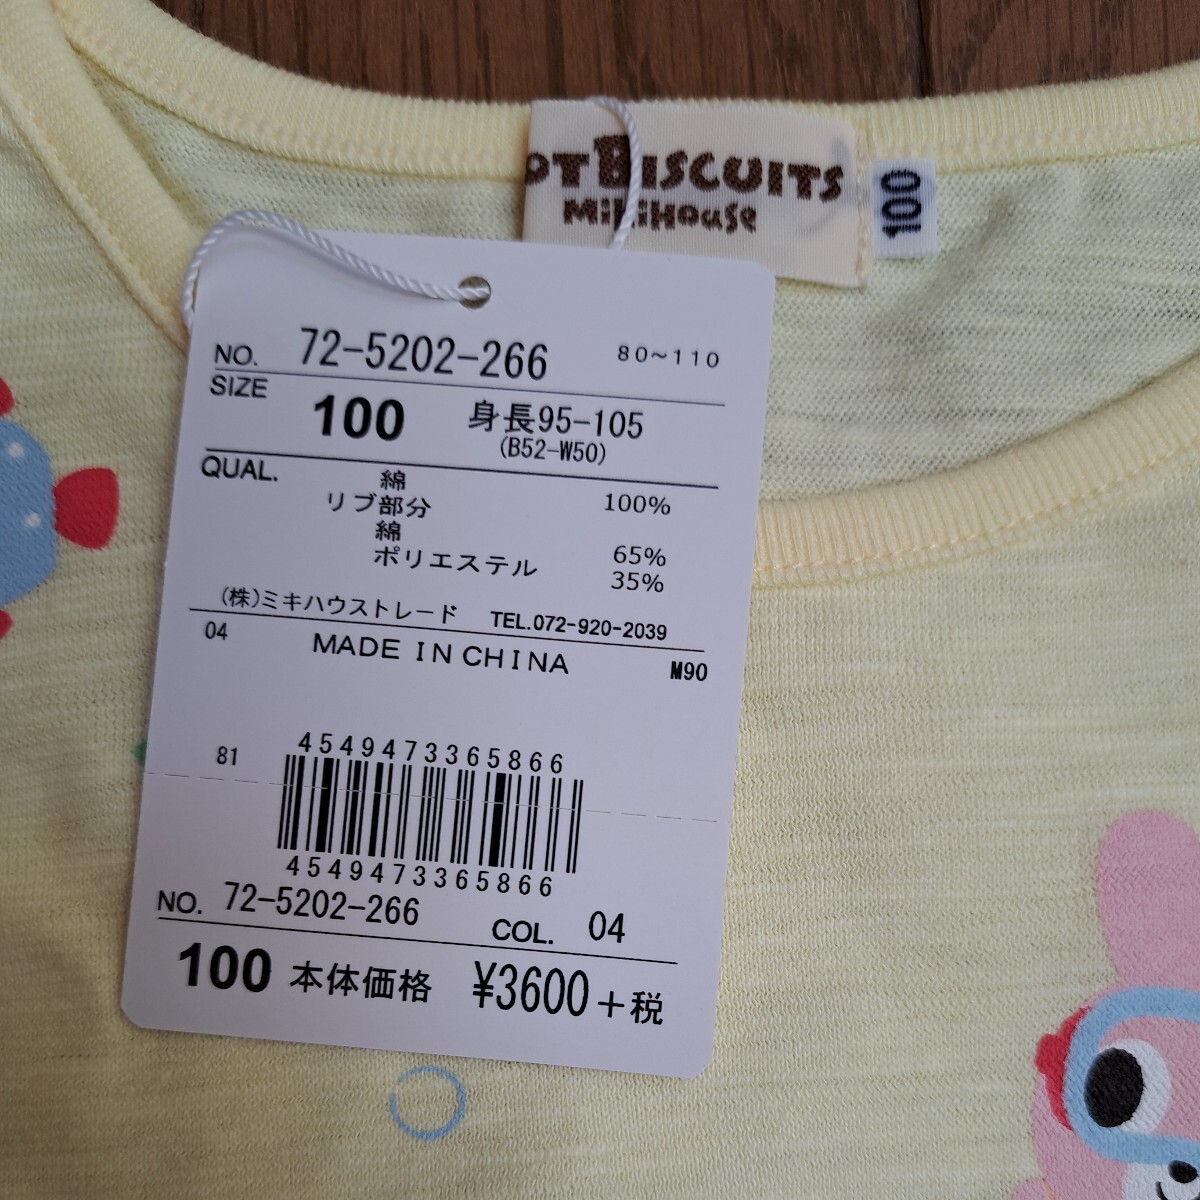 BISCUITS
MikiHouse
100
NO. 72-5202-266 80~110
SIZE 100 身長95-105
(B52-W50)
QUAL. 綿 100%
リブ部分
綿 65%
ポリエステル 35%
(株)ミキハウストレード TEL.072-920-2039
04 MADE IN CHINA M90
81 4549473365866
4549473365866
NO. 72-5202-266 COL. 04
100 本体価格 ¥3600+税